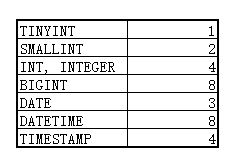 TINYINT 1
SMALLINT 2
INT, INTEGER 4
BIGINT 8
DATE 3
DATETIME 8
TIMESTAMP 4